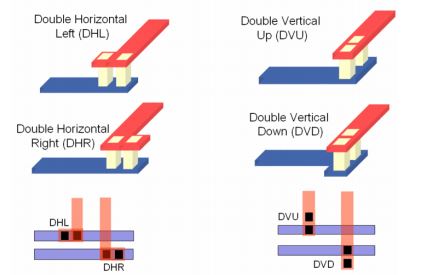 Double Horizontal
Left (DHL)
Double Vertical
Up (DVU)
Double Horizontal
Right (DHR)
Double Vertical
Down (DVD)
DHL
DHR
DVU
DVD